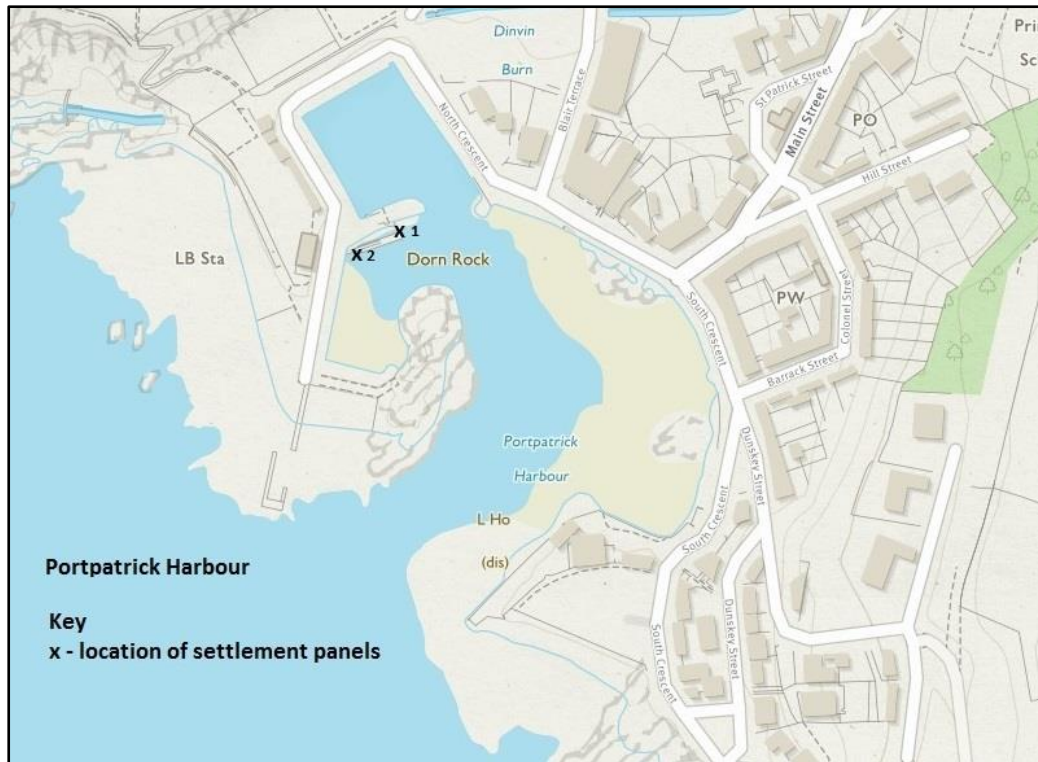 Dinvin
Burn
Pri
Sc
St Patrick Street
Main Street
PO
Blair Terrace
North Crescent
Hill Street
x 1
x 2
LB Sta
Dorn Rock
PW
Colonel Street
South Crescent
Barrack Street
Portpatrick
Harbour
Dunskey Street
L Ho
(dis)
South Crescent
Portpatrick Harbour
Dunskey Street
South Crescent
Key
x - location of settlement panels